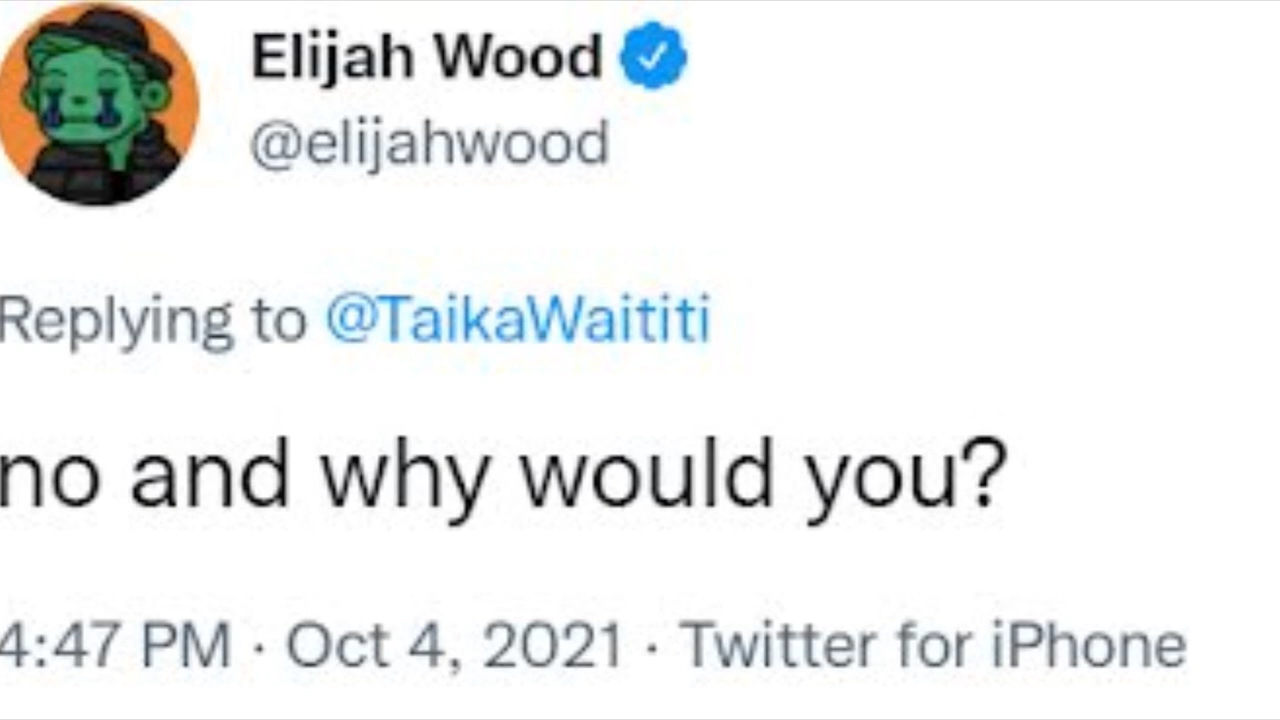 Elijah Wood
@elijahwood
Replying to @TaikaWaititi
no and why would you?
4:47 PM · Oct 4, 2021 · Twitter for iPhone